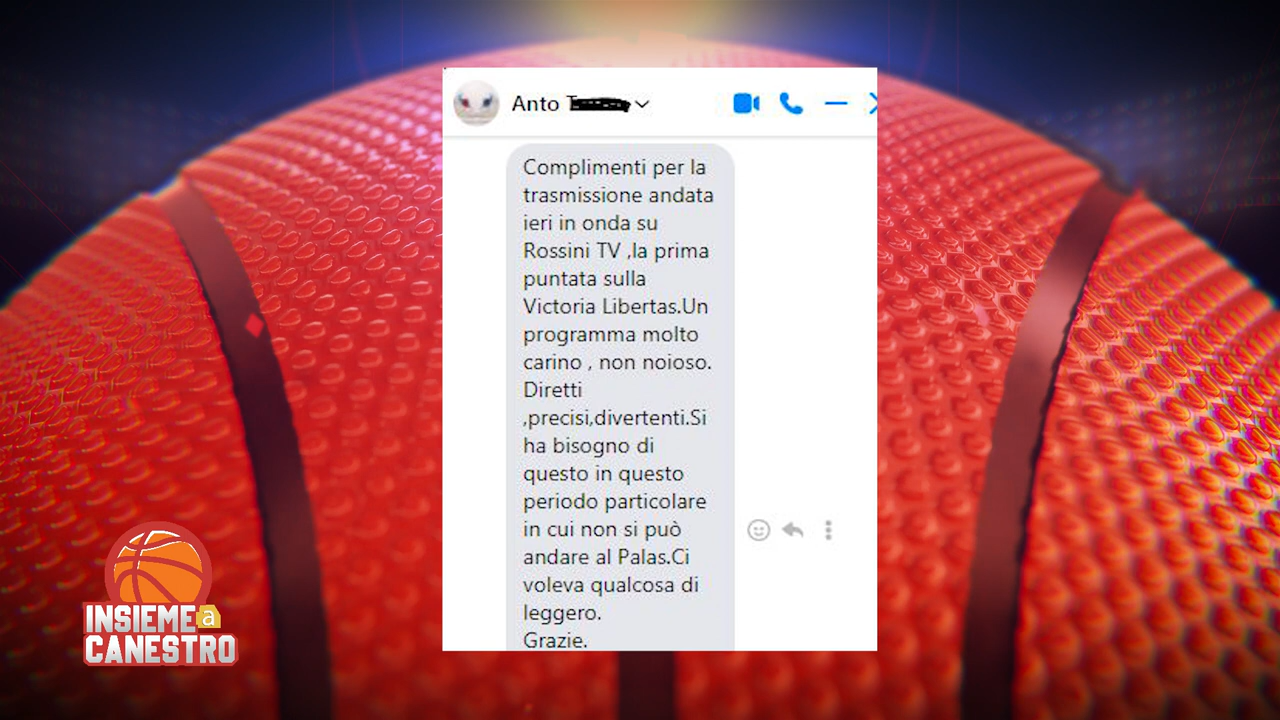 Anto T
Complimenti per la
trasmissione andata
ieri in onda su
Rossini TV ,la prima
puntata sulla
Victoria Libertas.Un
programma molto
carino , non noioso.
Diretti
,precisi,divertenti.Si
ha bisogno di
questo in questo
periodo particolare
in cui non si può
andare al Palas.Ci
voleva qualcosa di
leggero.
Grazie.
INSIEME a
CANESTRO